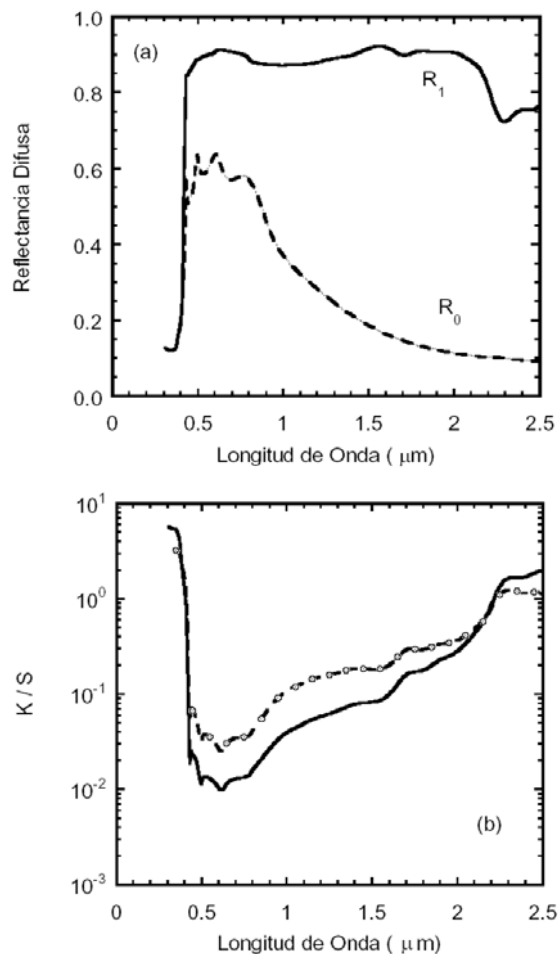 (a)
Reflectancia Difusa
1.0
0.8
0.6
0.4
0.2
0.0
R1
R0
0 0.5 1 1.5 2 2.5
Longitud de Onda ( μm)
K / S
10^1
10^0
10^-1
10^-2
10^-3
(b)
0 0.5 1 1.5 2 2.5
Longitud de Onda ( μm)